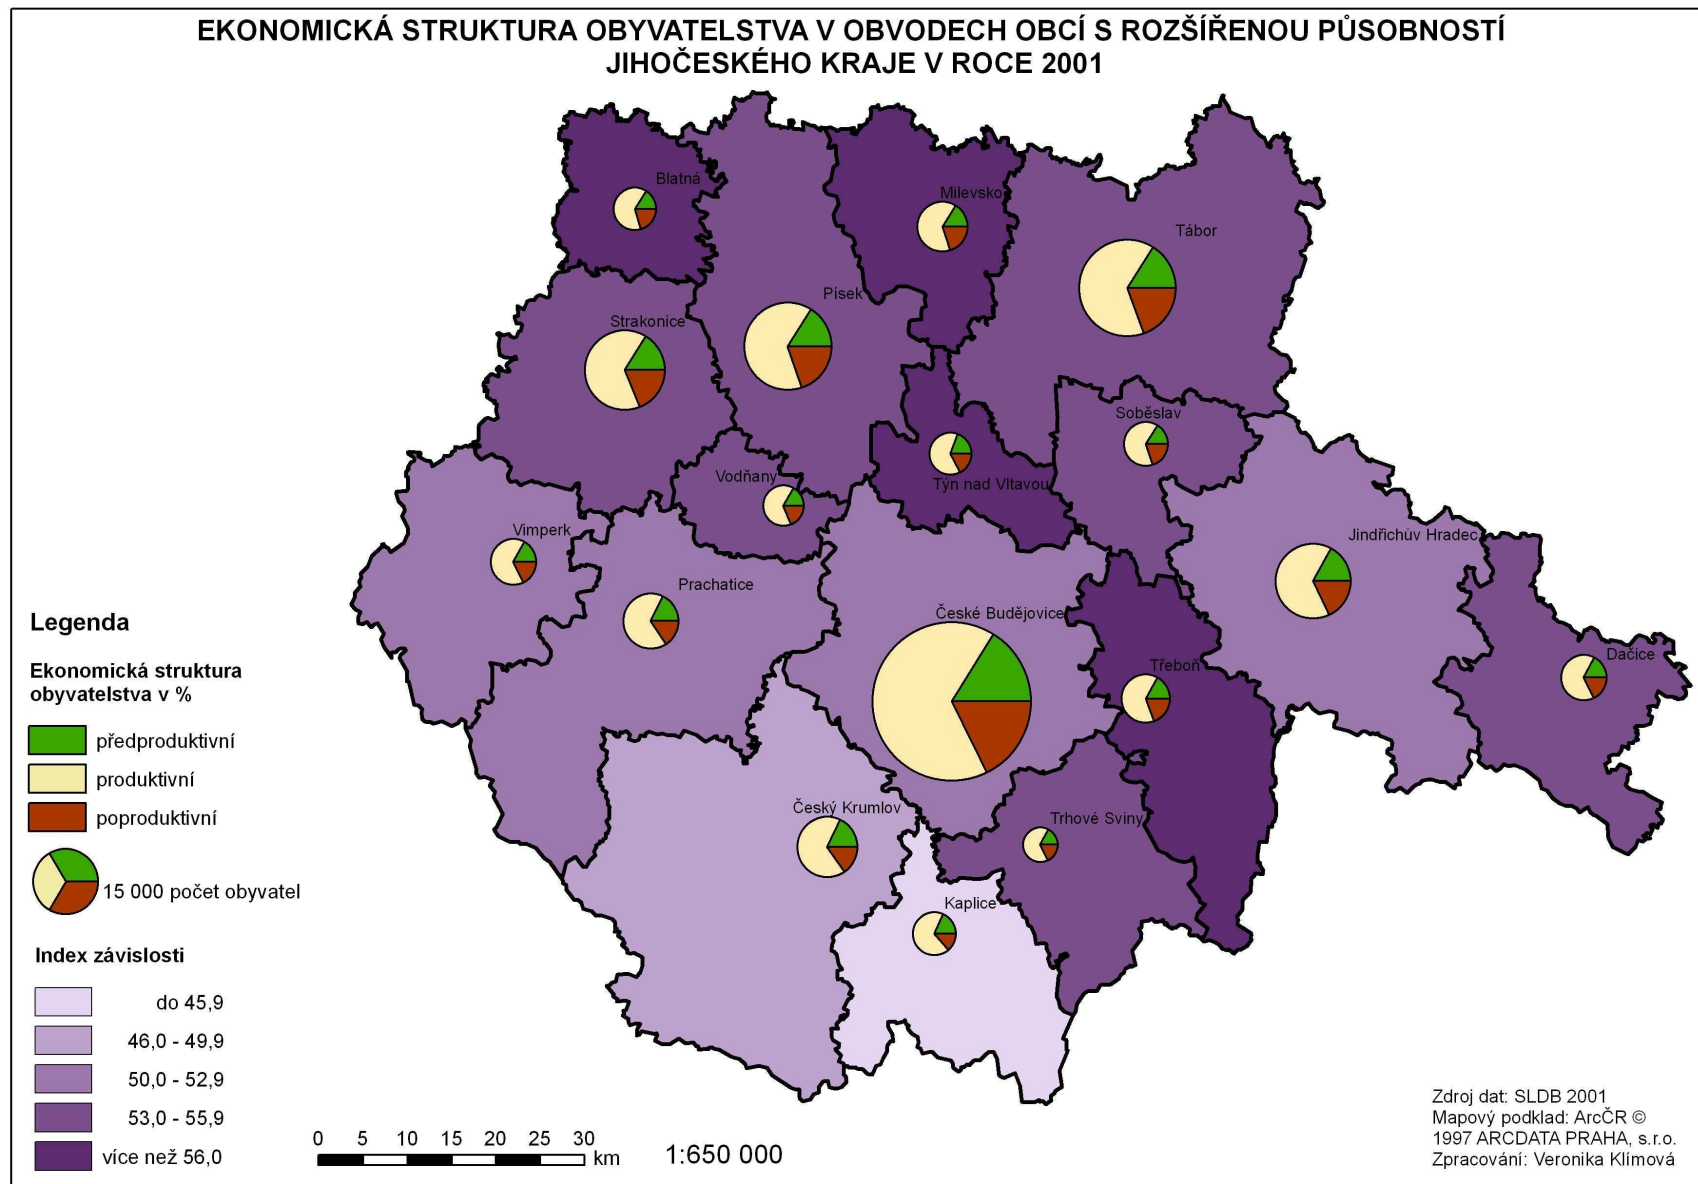 EKONOMICKÁ STRUKTURA OBYVATELSTVA V OBVODECH OBCÍ S ROZŠÍŘENOU PŮSOBNOSTÍ
JIHOČESKÉHO KRAJE V ROCE 2001
Blatná
Milevsko
Tábor
Písek
Strakonice
Soběslav
Vodňany
Týn nad Vltavou
Vimperk
Jindřichův Hradec
Prachatice
České Budějovice
Třeboň
Dačice
Český Krumlov
Trhové Sviny
Kaplice
Legenda
Ekonomická struktura
obyvatelstva v %
předproduktivní
produktivní
poproduktivní
15 000 počet obyvatel
Index závislosti
do 45,9
46,0 - 49,9
50,0 - 52,9
53,0 - 55,9
více než 56,0
0 5 10 15 20 25 30
km
1:650 000
Zdroj dat: SLDB 2001
Mapový podklad: ArcČR ©
1997 ARCDATA PRAHA, s.r.o.
Zpracování: Veronika Klímová